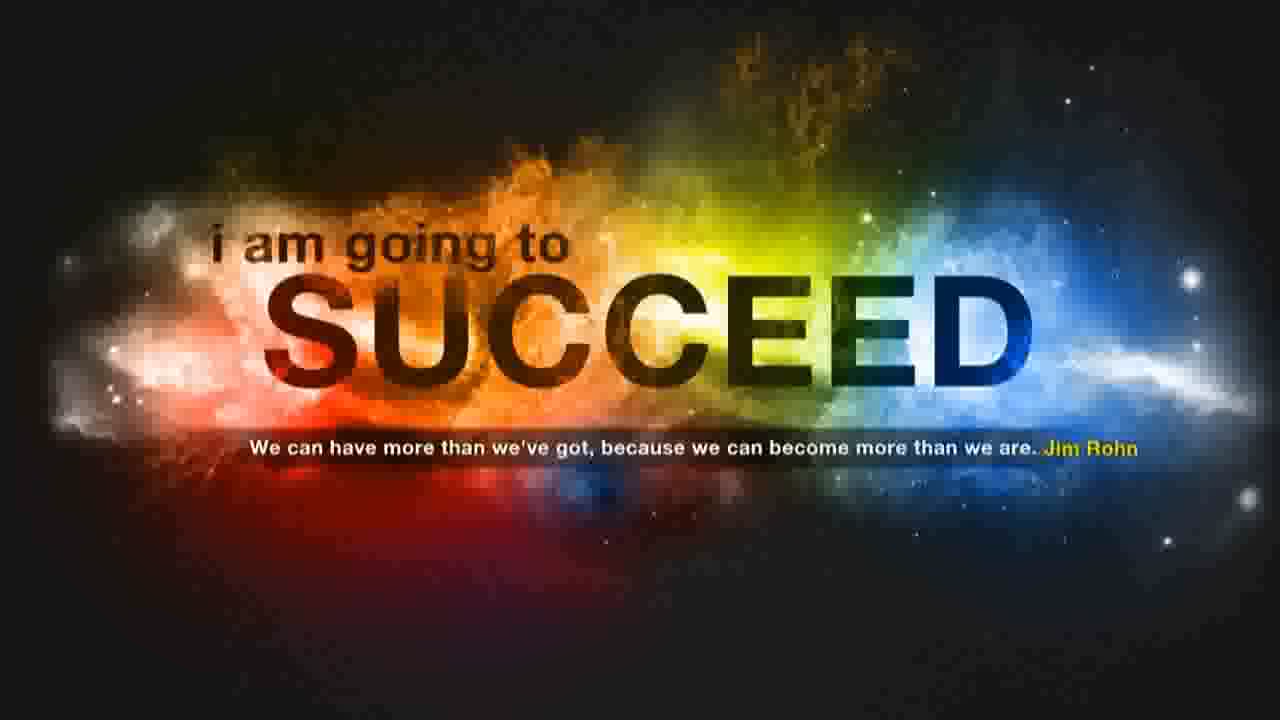 i am going to
SUCCEED
We can have more than we've got, because we can become more than we are. Jim Rohn